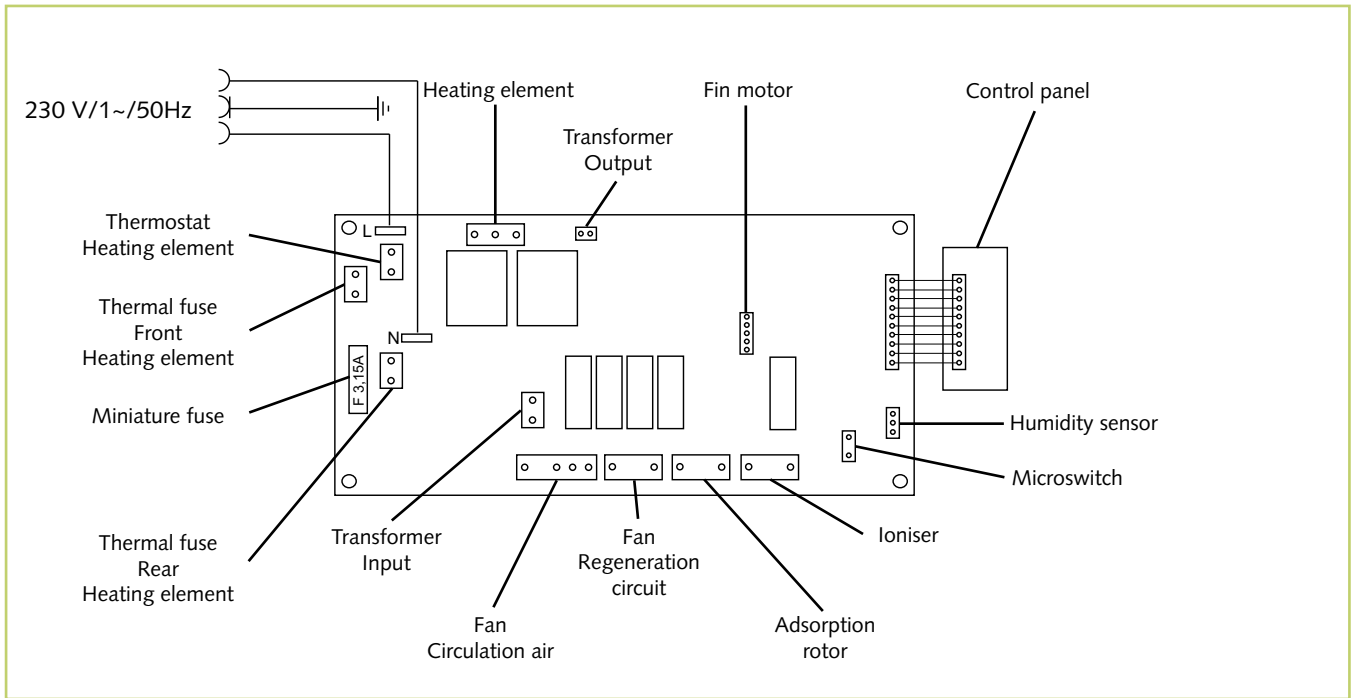 230 V/1~/50Hz
Heating element
Fin motor
Control panel
Transformer
Output
Thermostat
Heating element
L
Thermal fuse
Front
Heating element
N
F 3,15A
Miniature fuse
Humidity sensor
Microswitch
Thermal fuse
Rear
Heating element
Transformer
Input
Fan
Regeneration
circuit
Ioniser
Fan
Circulation air
Adsorption
rotor